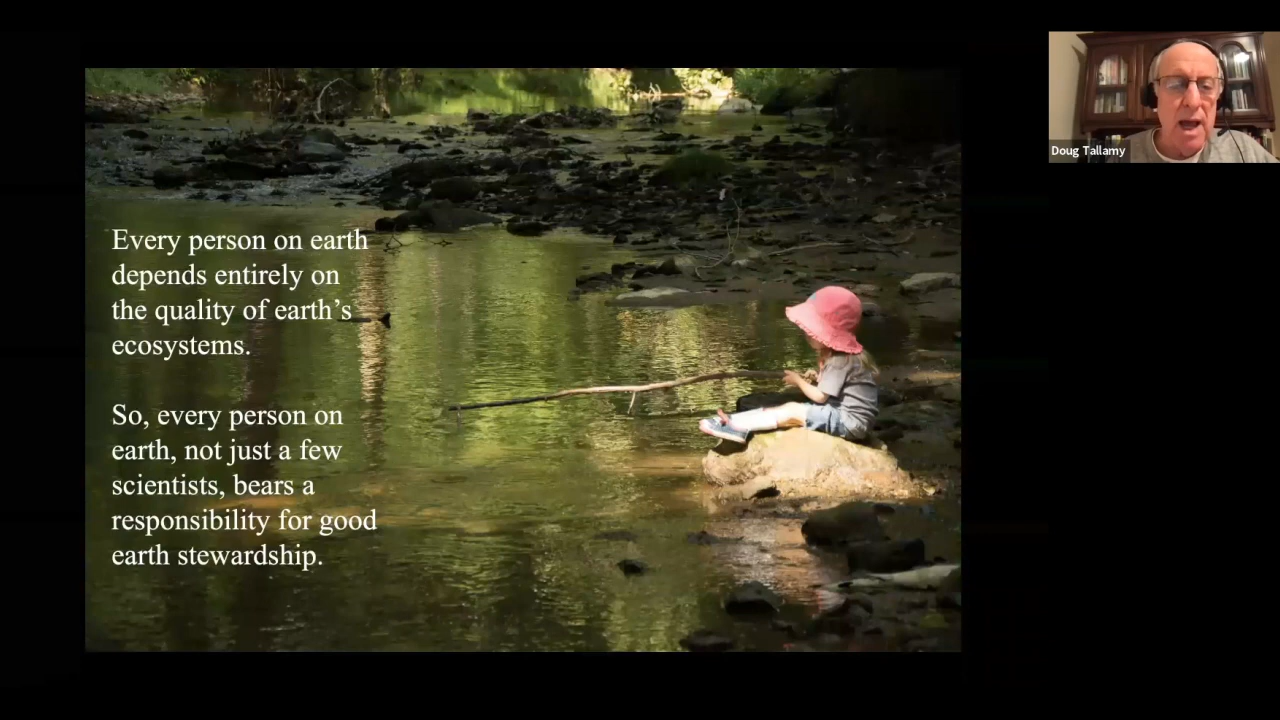 Every person on earth
depends entirely on
the quality of earth’s
ecosystems.
So, every person on
earth, not just a few
scientists, bears a
responsibility for good
earth stewardship.
Doug Tallamy